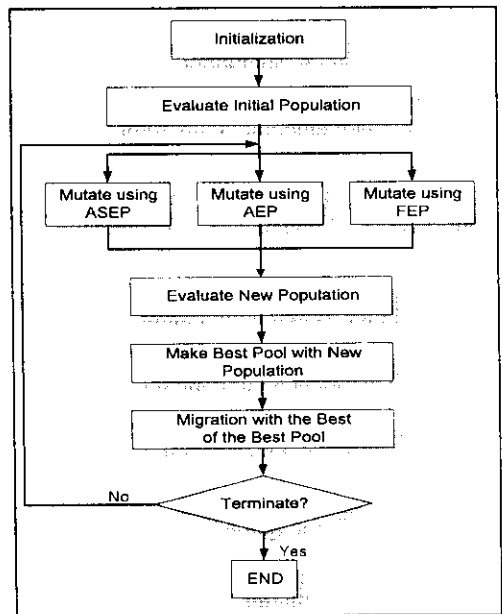 Initialization
Evaluate Initial Population
Mutate using
ASEP
Mutate using
AEP
Mutate using
FEP
Evaluate New Population
Make Best Pool with New
Population
Migration with the Best
of the Best Pool
No
Terminate?
Yes
END